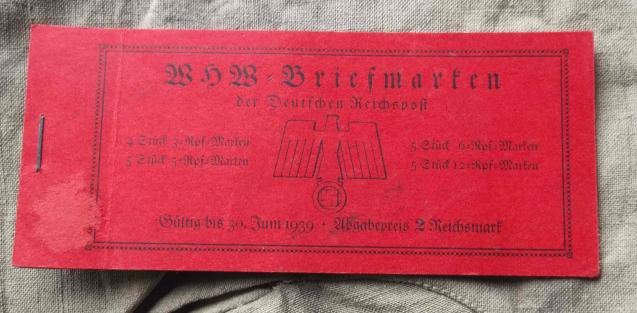 WHW-Briefmarken
der Deutschen Reichspost
4 Stück 3-Rpf-Marken
5 Stück 5-Rpf-Marken
5 Stück 6-Rpf-Marken
5 Stück 12-Rpf-Marken
Gültig bis 30. Juni 1939 · Abgabepreis 2 Reichsmark